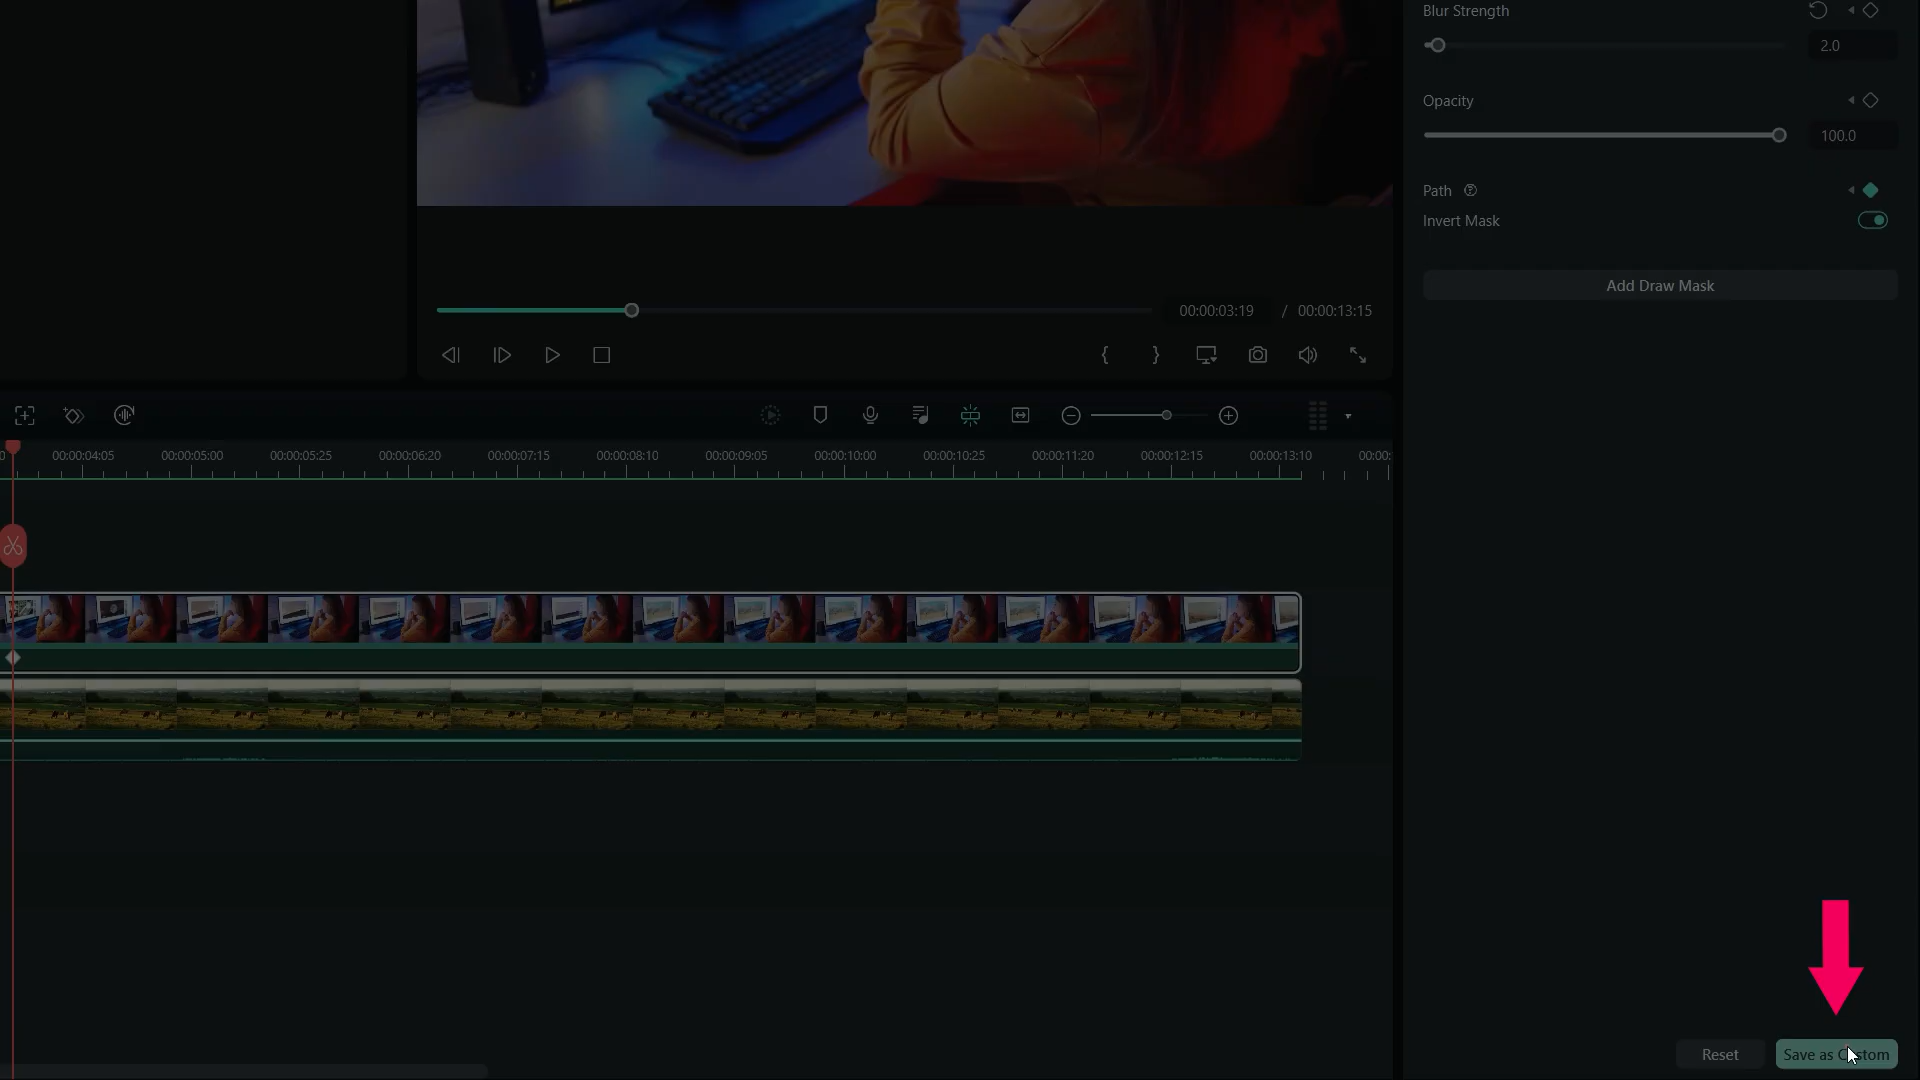 Blur Strength
2.0
Opacity
100.0
Path
Invert Mask
Add Draw Mask
00:00:03:19 / 00:00:13:15
00:00:04:05 00:00:05:00 00:00:05:25 00:00:06:20 00:00:07:15 00:00:08:10 00:00:09:05 00:00:10:00 00:00:10:25 00:00:11:20 00:00:12:15 00:00:13:10 00:00:
Reset Save as Custom